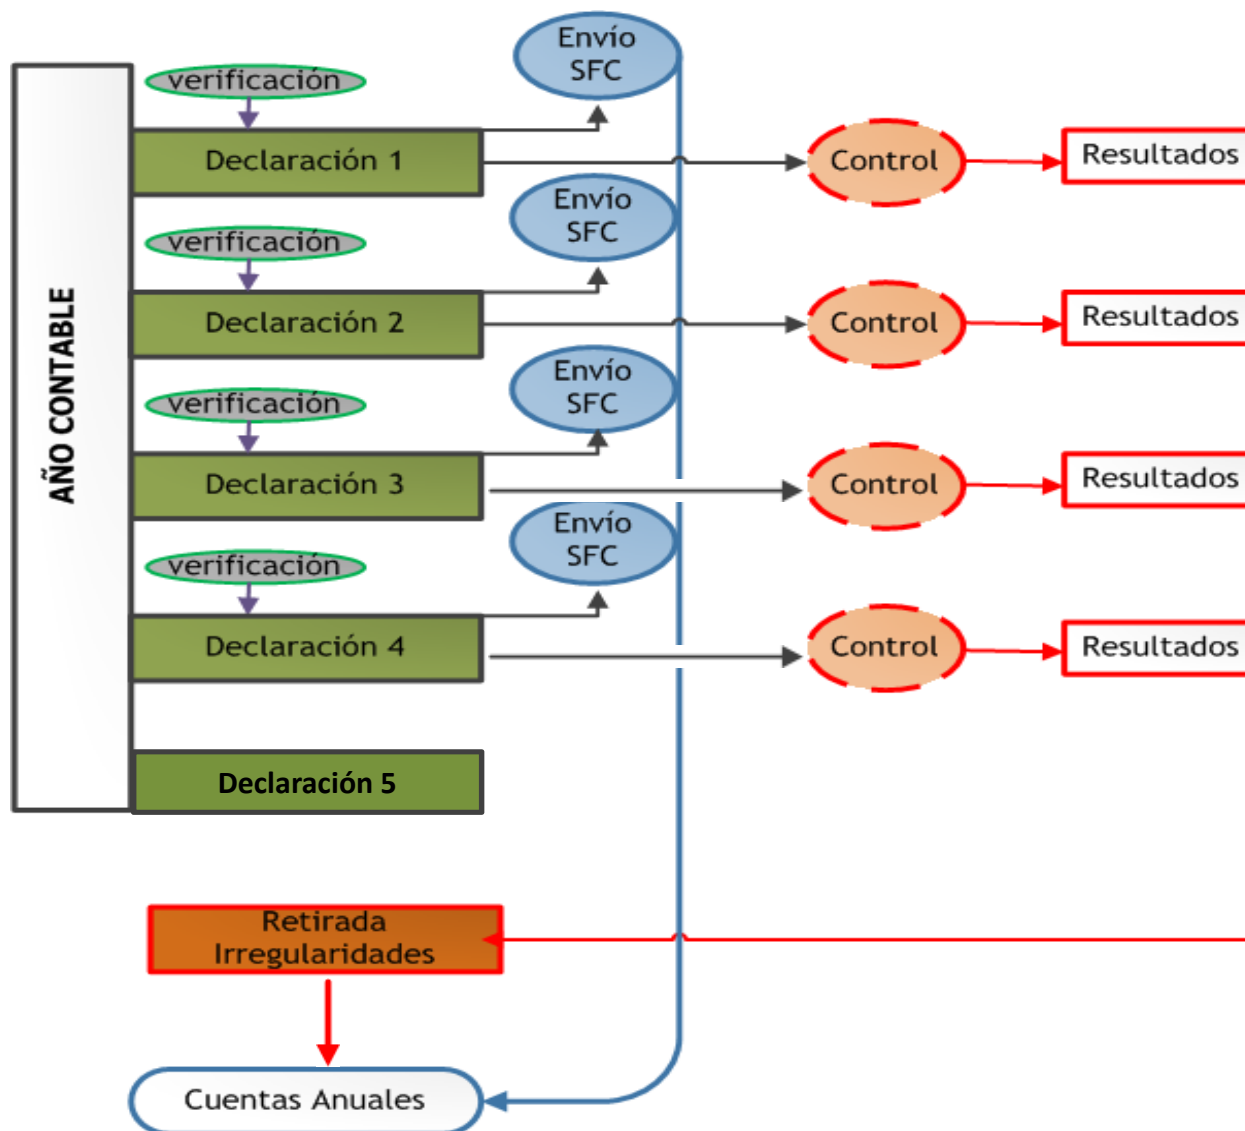 Envío
SFC
verificación
Declaración 1
Control
Resultados
Envío
SFC
verificación
Declaración 2
Control
Resultados
AÑO CONTABLE
Envío
SFC
verificación
Declaración 3
Control
Resultados
Envío
SFC
verificación
Declaración 4
Control
Resultados
Declaración 5
Retirada
Irregularidades
Cuentas Anuales